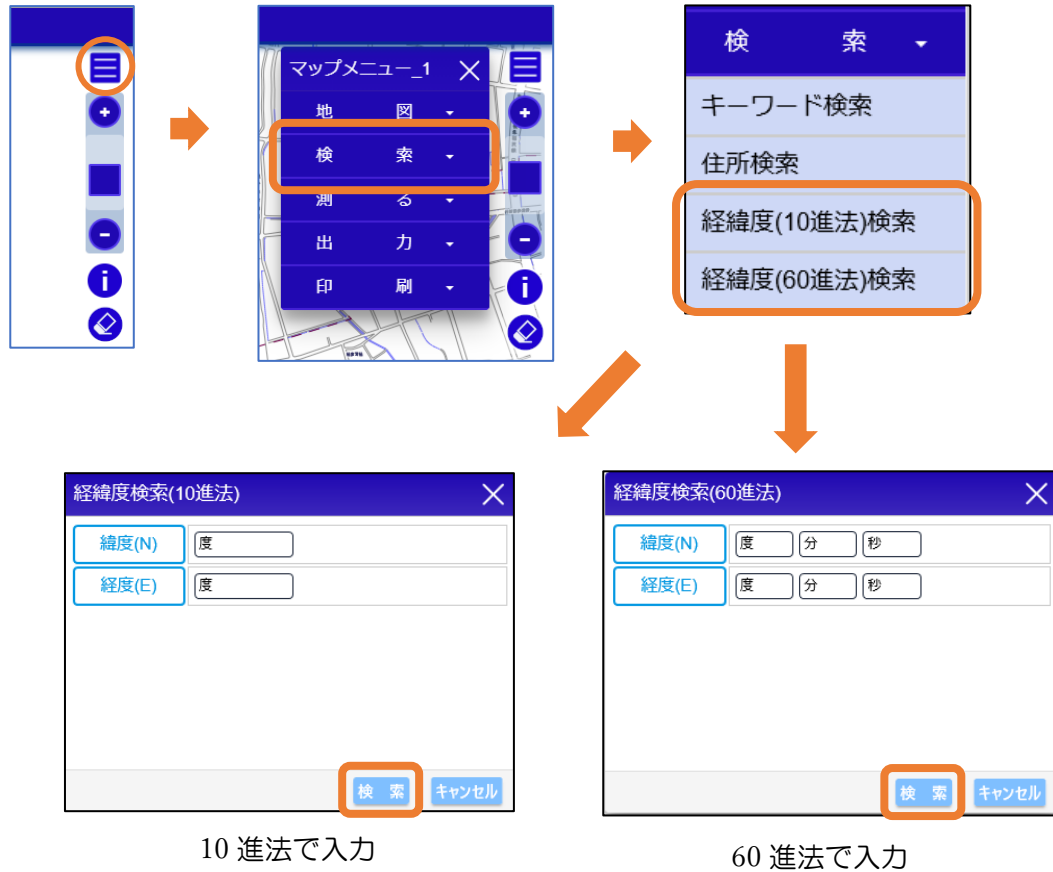 マップメニュー_1
地 図
検 索
測 る
出 力
印 刷
検 索
キーワード検索
住所検索
経緯度(10進法)検索
経緯度(60進法)検索
経緯度検索(10進法)
緯度(N) 度
経度(E) 度
検 索 キャンセル
10 進法で入力
経緯度検索(60進法)
緯度(N) 度 分 秒
経度(E) 度 分 秒
検 索 キャンセル
60 進法で入力